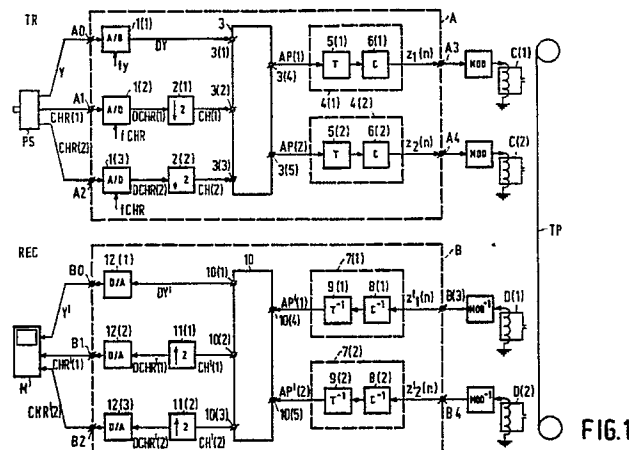 TR
A
A0
1(1)
A/D
DY
3
3(1)
Y
fy
A1
1(2)
2(1)
A/D
↓ 2
3(2)
CHR(1)
DCHR(1)
CH(1)
fCHR
PS
CHR(2)
1(3)
2(2)
A/D
↓ 2
3(3)
A2
DCHR(2)
CH(2)
fCHR
AP(1)
3(4)
5(1)
6(1)
T
C
z1(n)
A3
MOD
C(1)
4(1)
4(2)
AP(2)
3(5)
5(2)
6(2)
T
C
z2(n)
A4
MOD
C(2)
TP
REC
B
B0
12(1)
D/A
DY'
10
10(1)
Y'
B1
12(2)
11(1)
D/A
↑ 2
10(2)
CHR'(1)
DCHR'(1)
CH'(1)
M
CHR'(2)
12(3)
11(2)
D/A
↑ 2
10(3)
B2
DCHR'(2)
CH'(2)
7(1)
AP'(1)
10(4)
9(1)
8(1)
T-1
C-1
z'1(n)
B(3)
MOD-1
D(1)
7(2)
AP'(2)
10(5)
9(2)
8(2)
T-1
C-1
z'2(n)
B4
MOD-1
D(2)
FIG.1